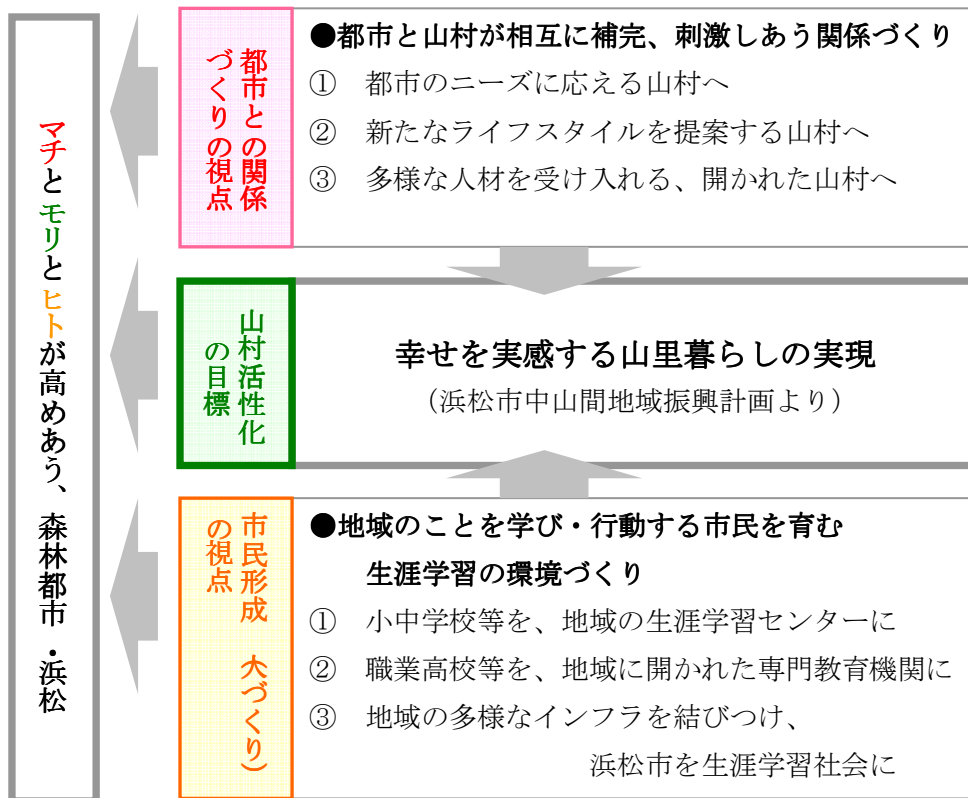 マチとモリとヒトが高めあう、森林都市・浜松
都市との関係
づくりの視点
●都市と山村が相互に補完、刺激しあう関係づくり
① 都市のニーズに応える山村へ
② 新たなライフスタイルを提案する山村へ
③ 多様な人材を受け入れる、開かれた山村へ
山村活性化
の目標
幸せを実感する山里暮らしの実現
（浜松市中山間地域振興計画より）
市民形成（人づくり）
の視点
●地域のことを学び・行動する市民を育む
生涯学習の環境づくり
① 小中学校等を、地域の生涯学習センターに
② 職業高校等を、地域に開かれた専門教育機関に
③ 地域の多様なインフラを結びつけ、
浜松市を生涯学習社会に